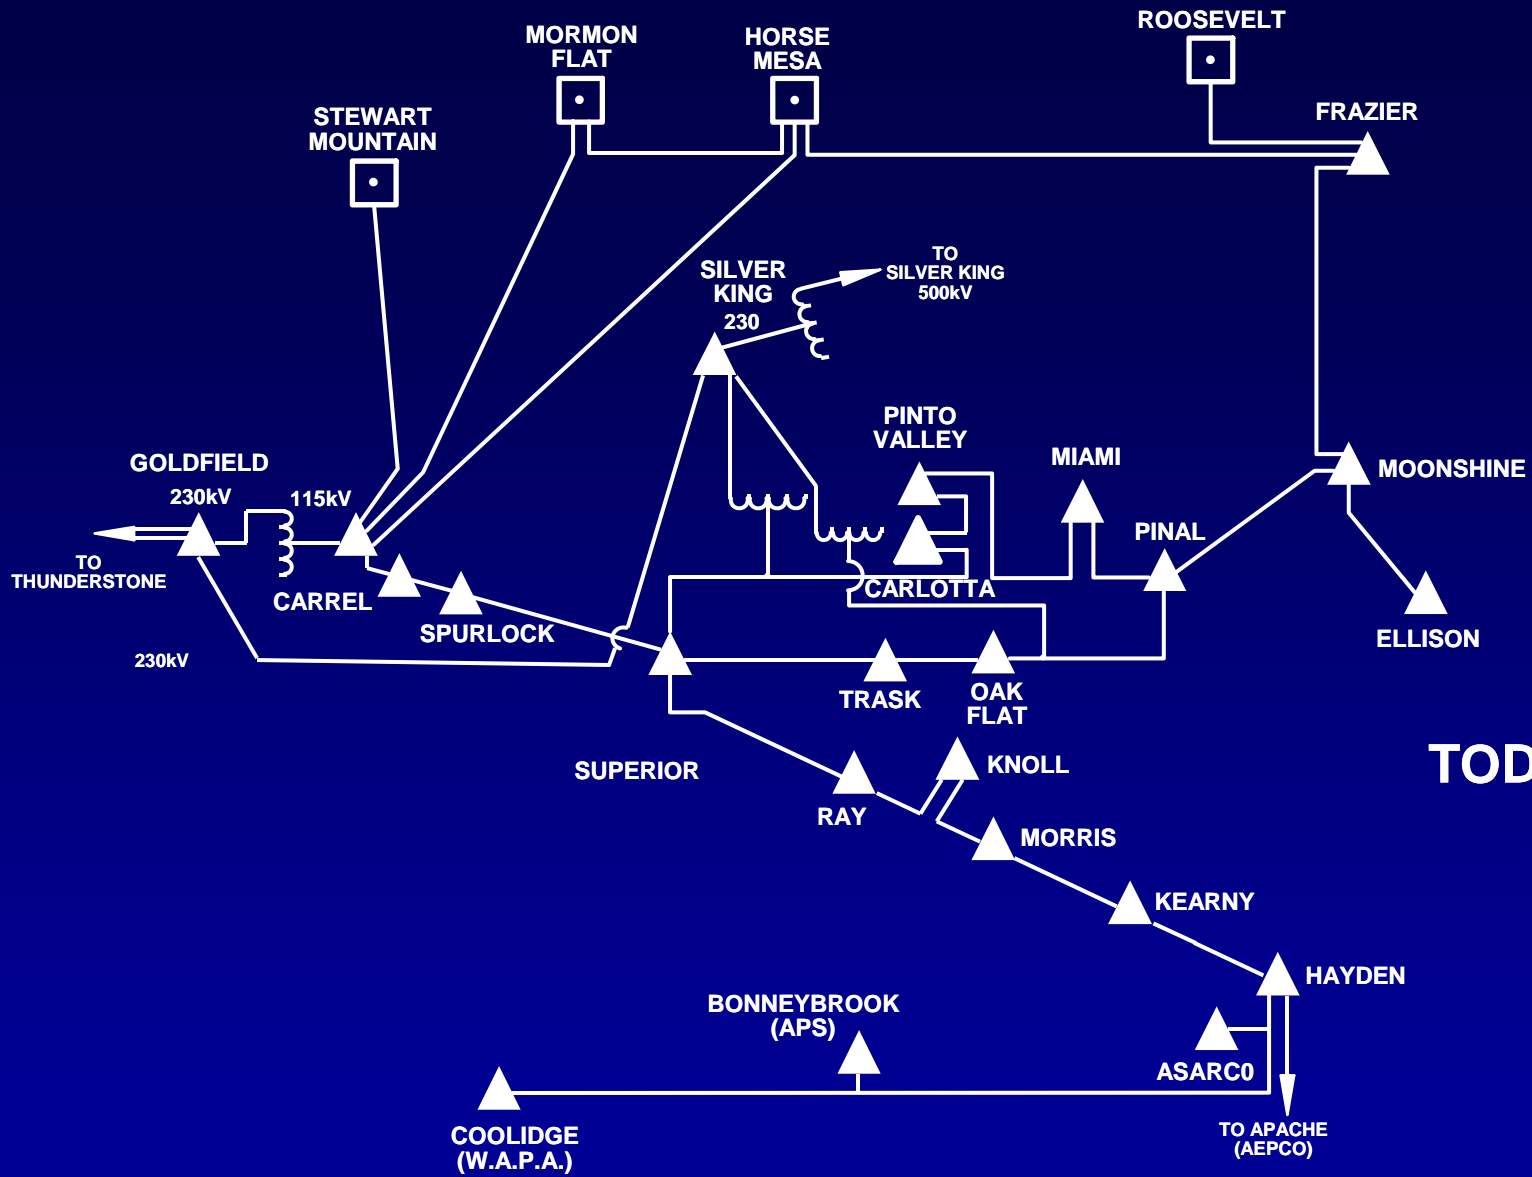 ROOSEVELT
MORMON
FLAT
HORSE
MESA
STEWART
MOUNTAIN
FRAZIER
SILVER
KING
230
TO
SILVER KING
500kV
PINTO
VALLEY
MIAMI
MOONSHINE
GOLDFIELD
230kV
115kV
PINAL
TO
THUNDERSTONE
CARREL
CARLOTTA
SPURLOCK
ELLISON
230kV
TRASK
OAK
FLAT
SUPERIOR
KNOLL
TOD
RAY
MORRIS
KEARNY
HAYDEN
BONNEYBROOK
(APS)
ASARC0
COOLIDGE
(W.A.P.A.)
TO APACHE
(AEPCO)